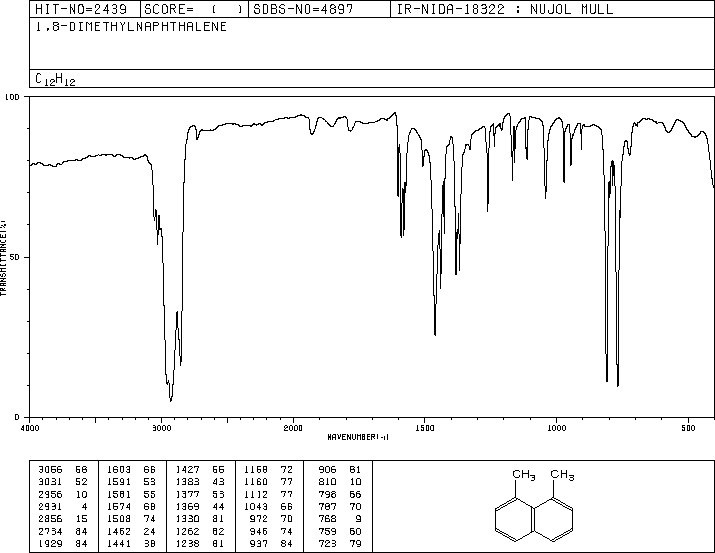 HIT-NO=2439 SCORE= ( ) SDBS-NO=4897 IR-NIDA-18322 : NUJOL MULL
1,8-DIMETHYLNAPHTHALENE
C12H12
100
50
0
TRANSMITTANCE(%)
4000 3000 2000 1500 1000 500
WAVENUMBER(-1)
3066 68 1603 66 1427 55 1168 72 906 81
3031 52 1591 53 1383 43 1160 77 810 10
2956 10 1581 55 1377 53 1112 77 798 66
2931 4 1574 68 1369 44 1043 66 787 70
2856 15 1508 74 1330 81 972 70 768 9
2734 84 1462 24 1262 62 946 74 759 60
1929 84 1441 38 1238 81 937 84 723 79
CH3 CH3